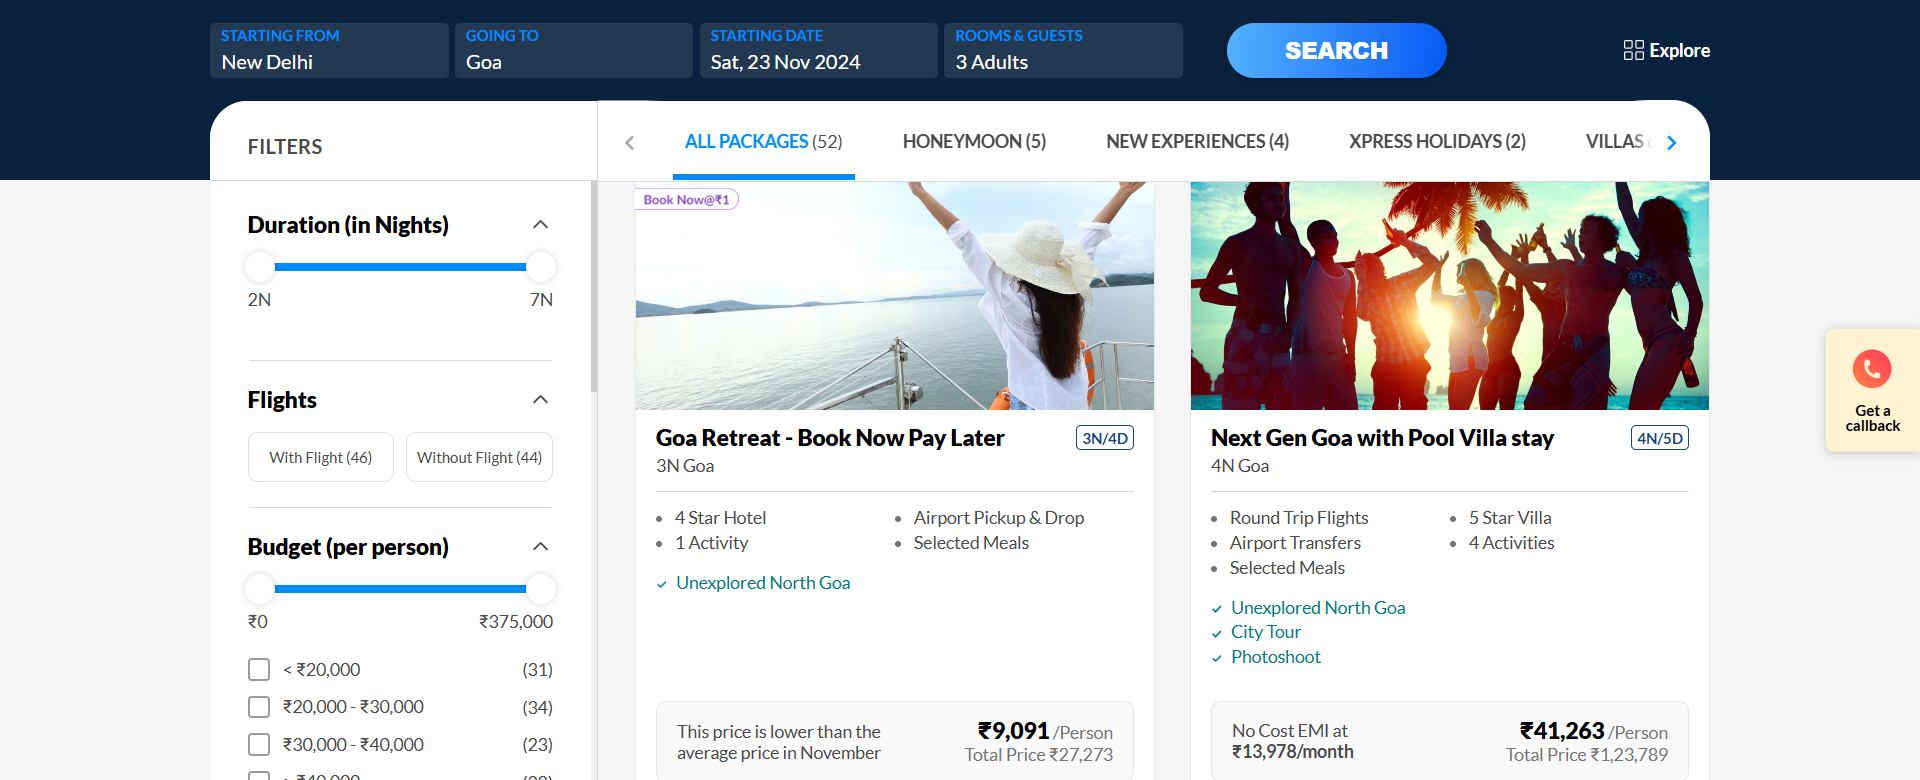 STARTING FROM
New Delhi
GOING TO
Goa
STARTING DATE
Sat, 23 Nov 2024
ROOMS & GUESTS
3 Adults
SEARCH
Explore
FILTERS
ALL PACKAGES (52)
HONEYMOON (5)
NEW EXPERIENCES (4)
XPRESS HOLIDAYS (2)
VILLAS
Duration (in Nights)
2N
7N
Flights
With Flight (46)
Without Flight (44)
Budget (per person)
₹0
₹375,000
< ₹20,000
(31)
₹20,000 - ₹30,000
(34)
₹30,000 - ₹40,000
(23)
Book Now@₹1
Goa Retreat - Book Now Pay Later
3N/4D
3N Goa
4 Star Hotel
Airport Pickup & Drop
1 Activity
Selected Meals
Unexplored North Goa
This price is lower than the
average price in November
₹9,091 /Person
Total Price ₹27,273
Next Gen Goa with Pool Villa stay
4N/5D
4N Goa
Round Trip Flights
5 Star Villa
Airport Transfers
4 Activities
Selected Meals
Unexplored North Goa
City Tour
Photoshoot
No Cost EMI at
₹13,978/month
₹41,263 /Person
Total Price ₹1,23,789
Get a
callback